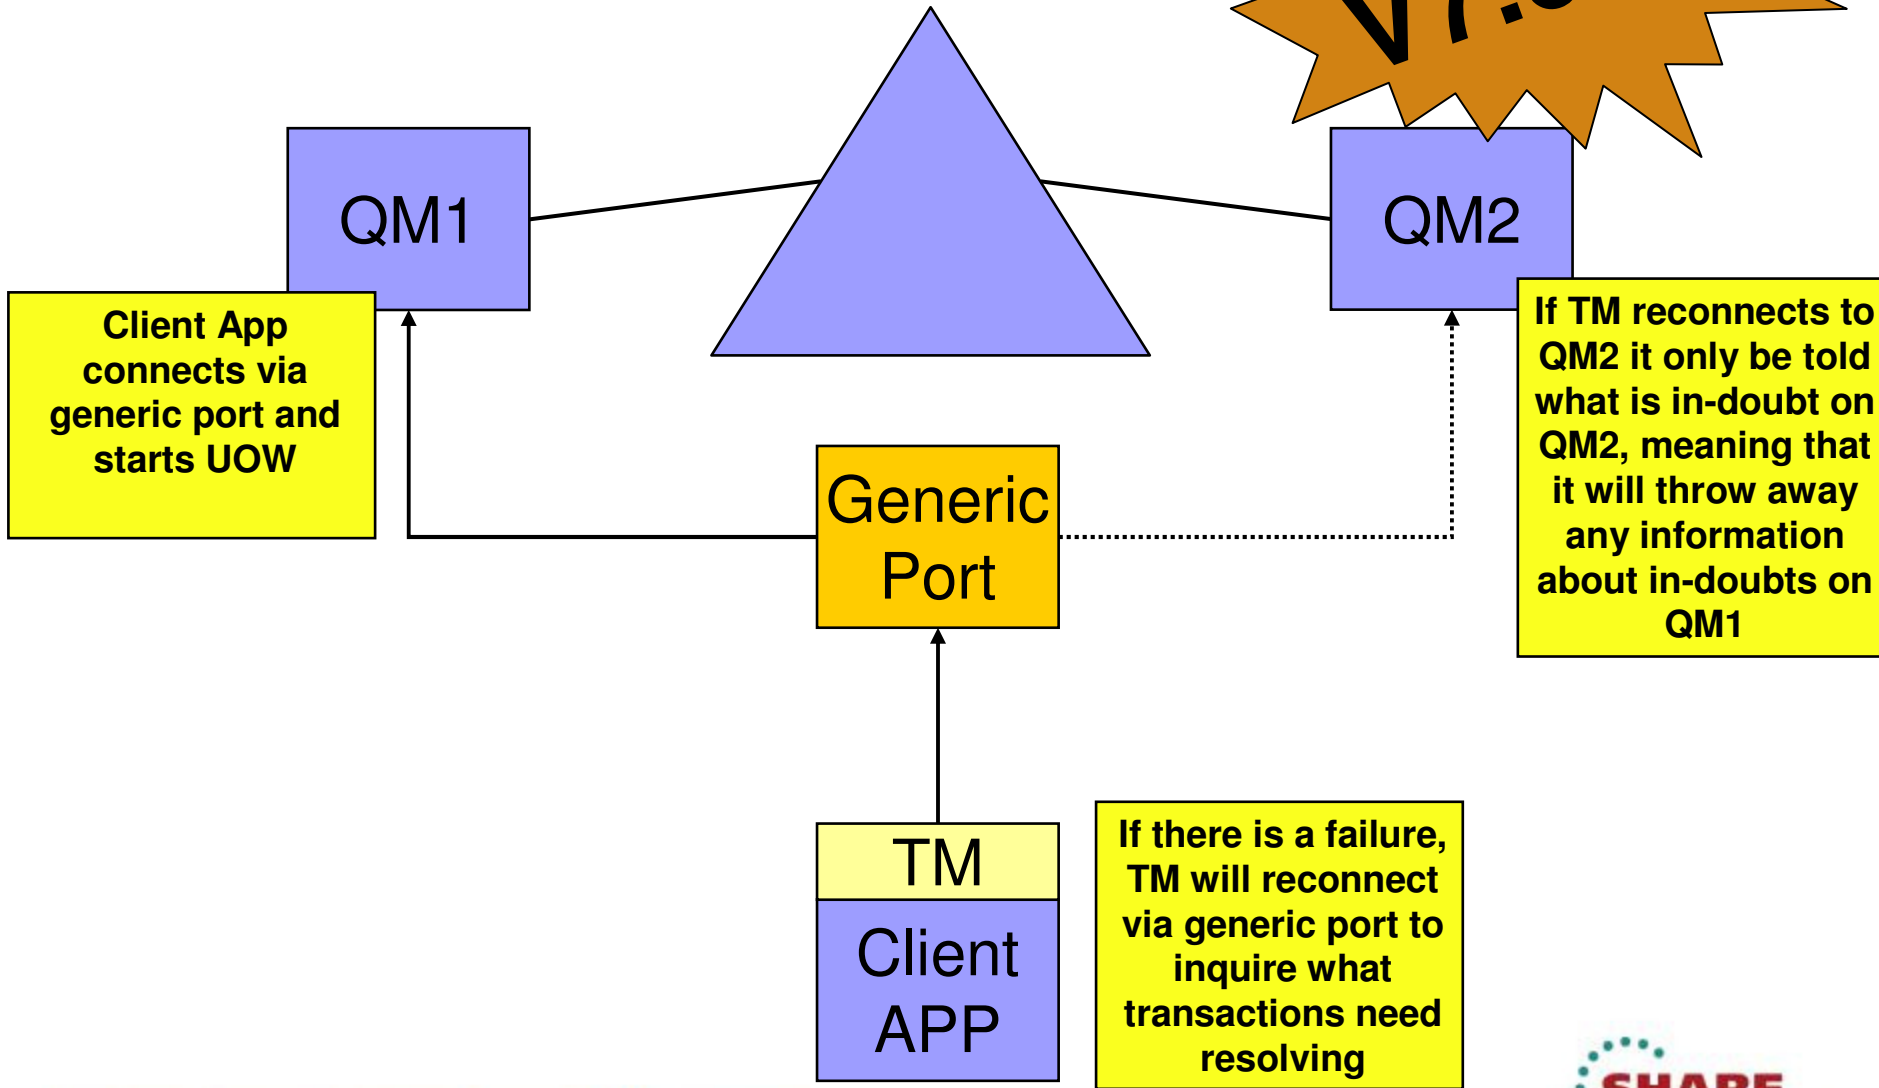 QM1
QM2
Client App
connects via
generic port and
starts UOW
If TM reconnects to
QM2 it only be told
what is in-doubt on
QM2, meaning that
it will throw away
any information
about in-doubts on
QM1
Generic
Port
TM
Client
APP
If there is a failure,
TM will reconnect
via generic port to
inquire what
transactions need
resolving
SHARE